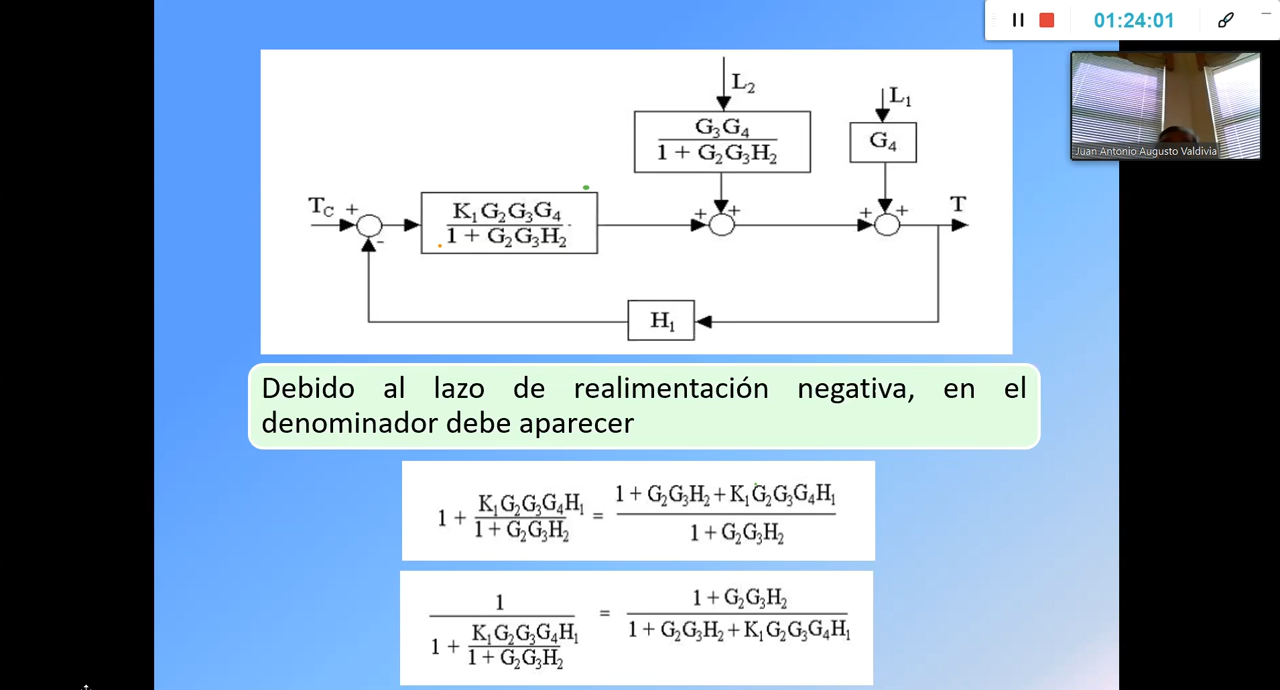 01:24:01
Juan Antonio Augusto Valdivia
L₂
L₁
G₃G₄
1 + G₂G₃H₂
G₄
T_C +
K₁G₂G₃G₄
1 + G₂G₃H₂
+ +
+ +
T
-
H₁
Debido al lazo de realimentación negativa, en el
denominador debe aparecer
1 + K₁G₂G₃G₄H₁ / 1 + G₂G₃H₂ = 1 + G₂G₃H₂ + K₁G₂G₃G₄H₁ / 1 + G₂G₃H₂
1 / 1 + K₁G₂G₃G₄H₁ / 1 + G₂G₃H₂ = 1 + G₂G₃H₂ / 1 + G₂G₃H₂ + K₁G₂G₃G₄H₁